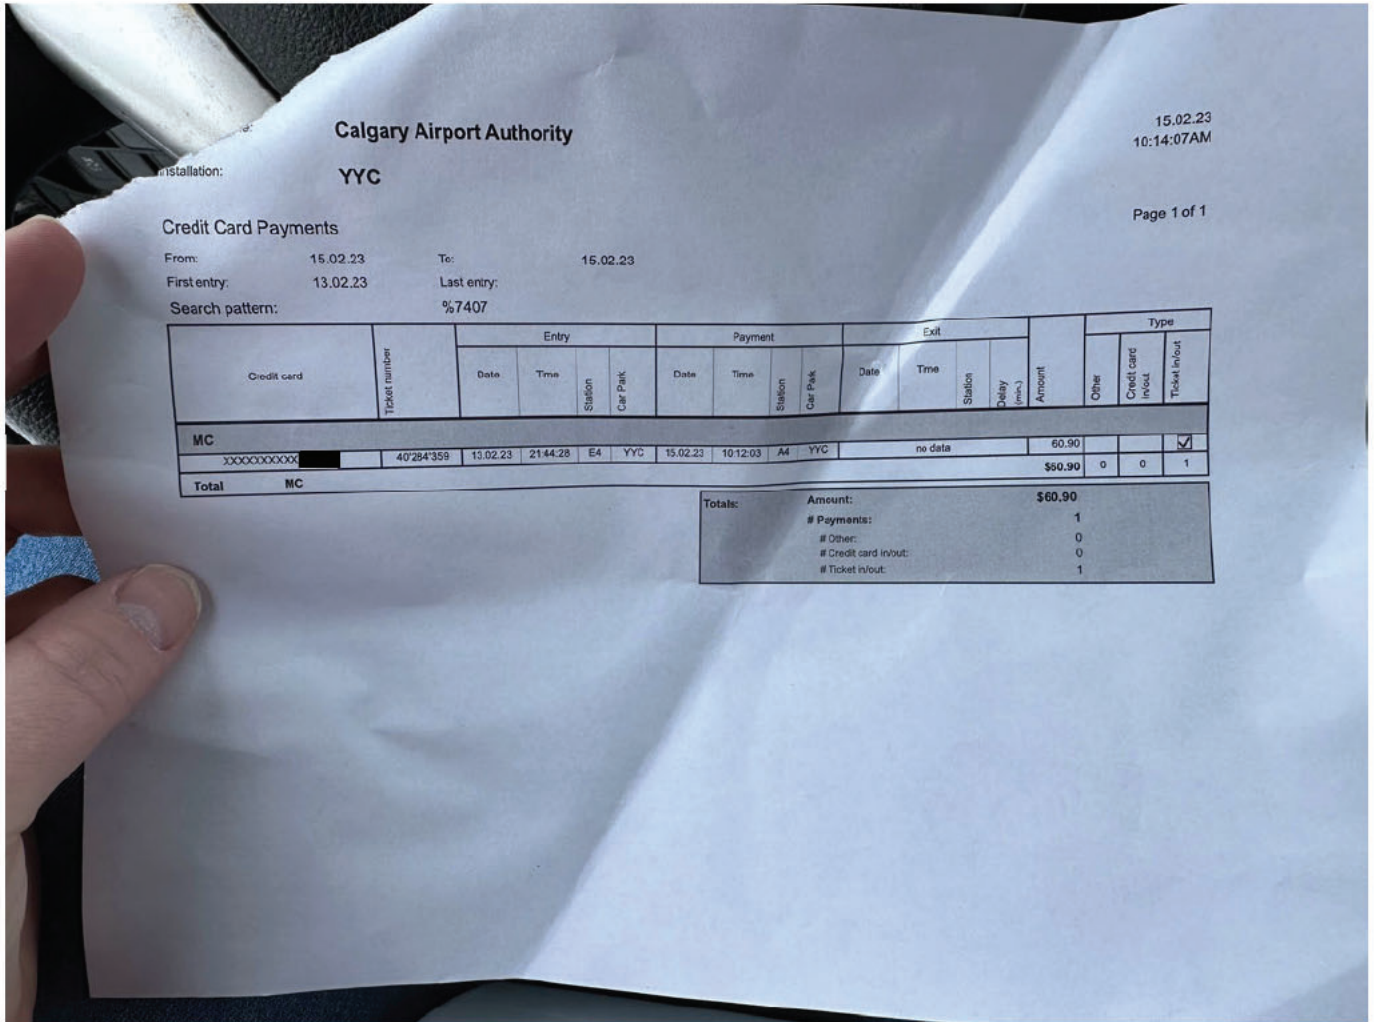 Calgary Airport Authority
15.02.23
10:14:07AM
nstallation: YYC
Page 1 of 1
Credit Card Payments
From: 15.02.23 To: 15.02.23
First entry: 13.02.23 Last entry:
Search pattern: %7407
Entry Payment Exit Type
Credit card Ticket number Date Time Station Car Park Date Time Station Car Park Date Time Station Delay (min.) Amount Other Credit card in/out Ticket in/out
MC
XXXXXXXXXX 40'284'359 13.02.23 21:44:28 E4 YYC 15.02.23 10:12:03 A4 YYC no data 60.90
Total MC $60.90 0 0 1
Totals: Amount: $60.90
# Payments: 1
# Other: 0
# Credit card in/out: 0
# Ticket in/out: 1